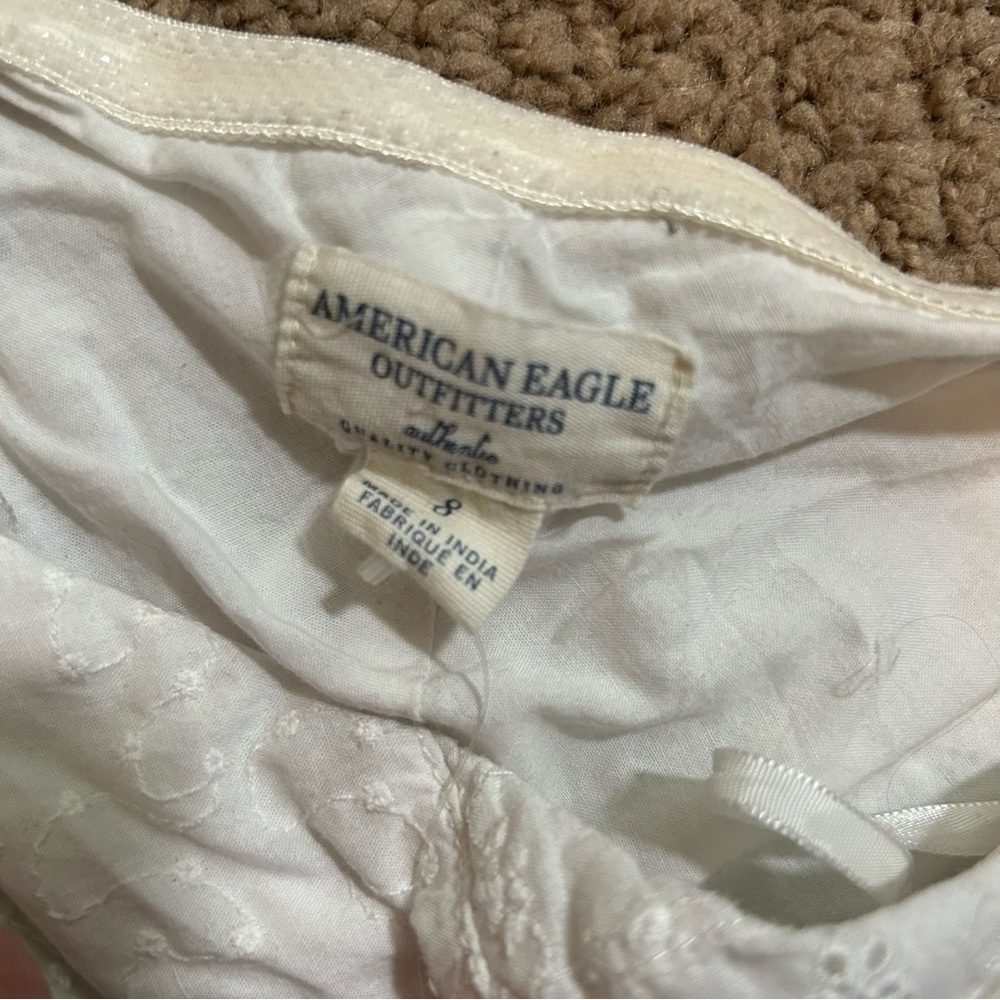 AMERICAN EAGLE
OUTFITTERS
authentic
QUALITY CLOTHING
8
MADE IN INDIA
FABRIQUÉ EN
INDE